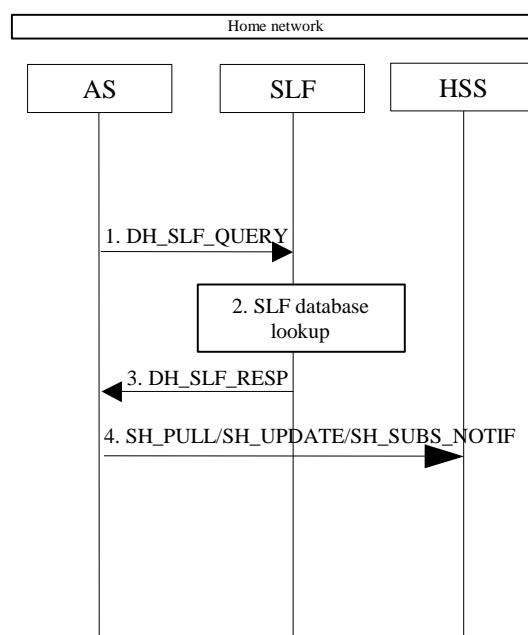 Home network
AS
SLF
HSS
1. DH_SLF_QUERY
2. SLF database
lookup
3. DH_SLF_RESP
4. SH_PULL/SH_UPDATE/SH_SUBS_NOTIF